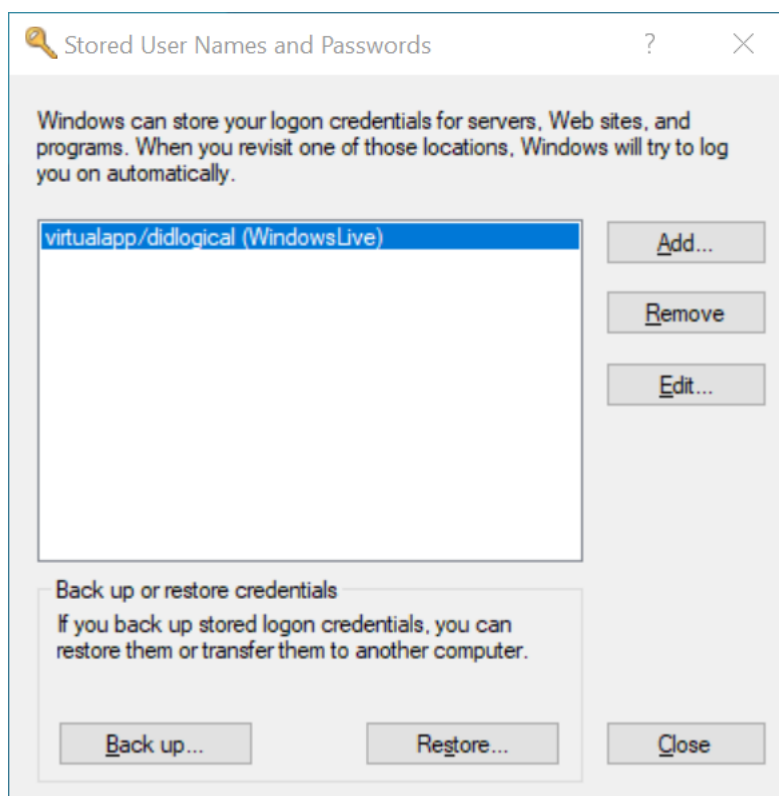 Stored User Names and Passwords
Windows can store your logon credentials for servers, Web sites, and
programs. When you revisit one of those locations, Windows will try to log
you on automatically.
virtualapp/didlogical (WindowsLive)
Add...
Remove
Edit...
Back up or restore credentials
If you back up stored logon credentials, you can
restore them or transfer them to another computer.
Back up...
Restore...
Close